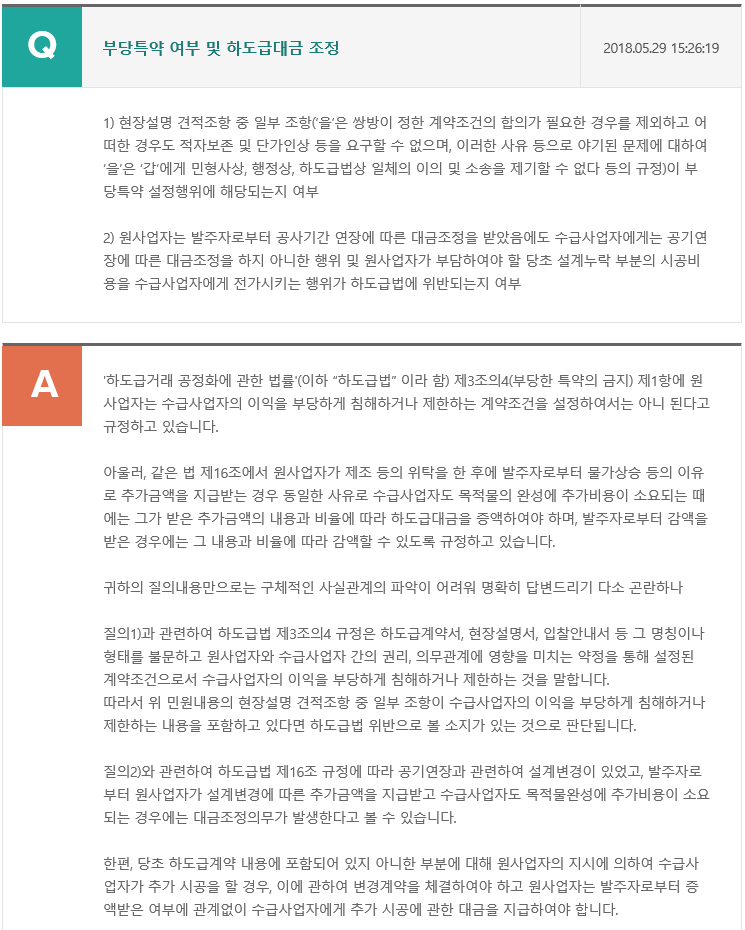 Q
부당특약 여부 및 하도급대금 조정
2018.05.29 15:26:19
1) 현장설명 견적조항 중 일부 조항('을'은 쌍방이 정한 계약조건의 합의가 필요한 경우를 제외하고 어
떠한 경우도 적자보존 및 단가인상 등을 요구할 수 없으며, 이러한 사유 등으로 야기된 문제에 대하여
'을'은 '갑'에게 민형사상, 행정상, 하도급법상 일체의 이의 및 소송을 제기할 수 없다 등의 규정)이 부
당특약 설정행위에 해당되는지 여부
2) 원사업자는 발주자로부터 공사기간 연장에 따른 대금조정을 받았음에도 수급사업자에게는 공기연
장에 따른 대금조정을 하지 아니한 행위 및 원사업자가 부담하여야 할 당초 설계누락 부분의 시공비
용을 수급사업자에게 전가시키는 행위가 하도급법에 위반되는지 여부
A
'하도급거래 공정화에 관한 법률'(이하 “하도급법” 이라 함) 제3조의4(부당한 특약의 금지) 제1항에 원
사업자는 수급사업자의 이익을 부당하게 침해하거나 제한하는 계약조건을 설정하여서는 아니 된다고
규정하고 있습니다.
아울러, 같은 법 제16조에서 원사업자가 제조 등의 위탁을 한 후에 발주자로부터 물가상승 등의 이유
로 추가금액을 지급받는 경우 동일한 사유로 수급사업자도 목적물의 완성에 추가비용이 소요되는 때
에는 그가 받은 추가금액의 내용과 비율에 따라 하도급대금을 증액하여야 하며, 발주자로부터 감액을
받은 경우에는 그 내용과 비율에 따라 감액할 수 있도록 규정하고 있습니다.
귀하의 질의내용만으로는 구체적인 사실관계의 파악이 어려워 명확히 답변드리기 다소 곤란하나
질의1)과 관련하여 하도급법 제3조의4 규정은 하도급계약서, 현장설명서, 입찰안내서 등 그 명칭이나
형태를 불문하고 원사업자와 수급사업자 간의 권리, 의무관계에 영향을 미치는 약정을 통해 설정된
계약조건으로서 수급사업자의 이익을 부당하게 침해하거나 제한하는 것을 말합니다.
따라서 위 민원내용의 현장설명 견적조항 중 일부 조항이 수급사업자의 이익을 부당하게 침해하거나
제한하는 내용을 포함하고 있다면 하도급법 위반으로 볼 소지가 있는 것으로 판단됩니다.
질의2)와 관련하여 하도급법 제16조 규정에 따라 공기연장과 관련하여 설계변경이 있었고, 발주자로
부터 원사업자가 설계변경에 따른 추가금액을 지급받고 수급사업자도 목적물완성에 추가비용이 소요
되는 경우에는 대금조정의무가 발생한다고 볼 수 있습니다.
한편, 당초 하도급계약 내용에 포함되어 있지 아니한 부분에 대해 원사업자의 지시에 의하여 수급사
업자가 추가 시공을 할 경우, 이에 관하여 변경계약을 체결하여야 하고 원사업자는 발주자로부터 증
액받은 여부에 관계없이 수급사업자에게 추가 시공에 관한 대금을 지급하여야 합니다.